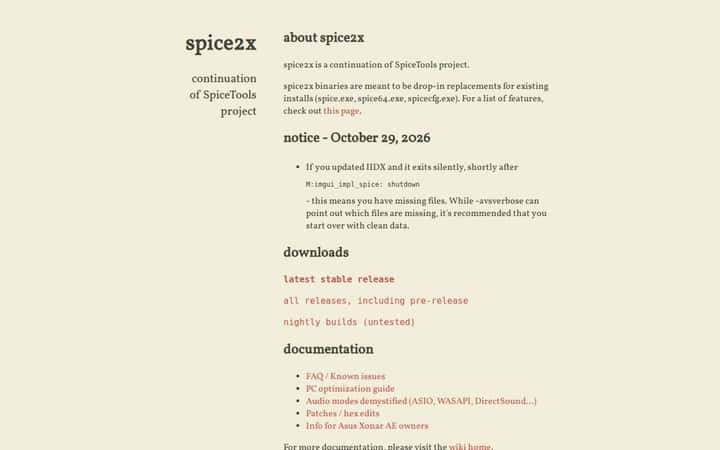 spice2x
continuation
of SpiceTools
project
about spice2x
spice2x is a continuation of SpiceTools project.
spice2x binaries are meant to be drop-in replacements for existing
installs (spice.exe, spice64.exe, spicecfg.exe). For a list of features,
check out this page.
notice - October 29, 2026
• If you updated IIDX and it exits silently, shortly after
M:imgui_impl_spice: shutdown
- this means you have missing files. While -avsverbose can
point out which files are missing, it's recommended that you
start over with clean data.
downloads
latest stable release
all releases, including pre-release
nightly builds (untested)
documentation
• FAQ / Known issues
• PC optimization guide
• Audio modes demystified (ASIO, WASAPI, DirectSound...)
• Patches / hex edits
• Info for Asus Xonar AE owners
For more documentation, please visit the wiki home.